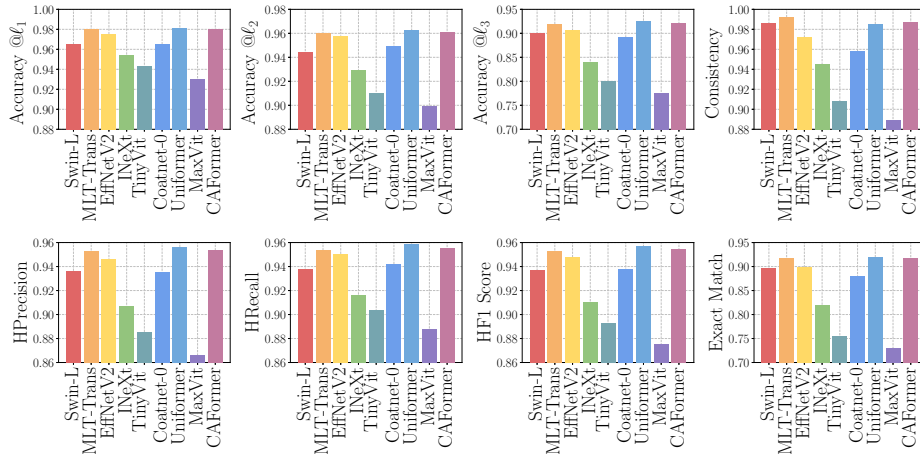 Accuracy @ℓ1
1.00
0.98
0.96
0.94
0.92
0.90
0.88
Swin-L
MLT-Trans
EffNetV2
INeXt
TinyVit
Coatnet-0
Uniformer
MaxVit
CAFormer
Accuracy @ℓ2
0.98
0.96
0.94
0.92
0.90
0.88
Swin-L
MLT-Trans
EffNetV2
INeXt
TinyVit
Coatnet-0
Uniformer
MaxVit
CAFormer
Accuracy @ℓ3
0.95
0.90
0.85
0.80
0.75
0.70
Swin-L
MLT-Trans
EffNetV2
INeXt
TinyVit
Coatnet-0
Uniformer
MaxVit
CAFormer
Consistency
1.00
0.98
0.96
0.94
0.92
0.90
0.88
Swin-L
MLT-Trans
EffNetV2
INeXt
TinyVit
Coatnet-0
Uniformer
MaxVit
CAFormer
HPrecision
0.96
0.94
0.92
0.90
0.88
0.86
Swin-L
MLT-Trans
EffNetV2
INeXt
TinyVit
Coatnet-0
Uniformer
MaxVit
CAFormer
HRecall
0.96
0.94
0.92
0.90
0.88
0.86
Swin-L
MLT-Trans
EffNetV2
INeXt
TinyVit
Coatnet-0
Uniformer
MaxVit
CAFormer
HF1 Score
0.96
0.94
0.92
0.90
0.88
0.86
Swin-L
MLT-Trans
EffNetV2
INeXt
TinyVit
Coatnet-0
Uniformer
MaxVit
CAFormer
Exact Match
0.95
0.90
0.85
0.80
0.75
0.70
Swin-L
MLT-Trans
EffNetV2
INeXt
TinyVit
Coatnet-0
Uniformer
MaxVit
CAFormer